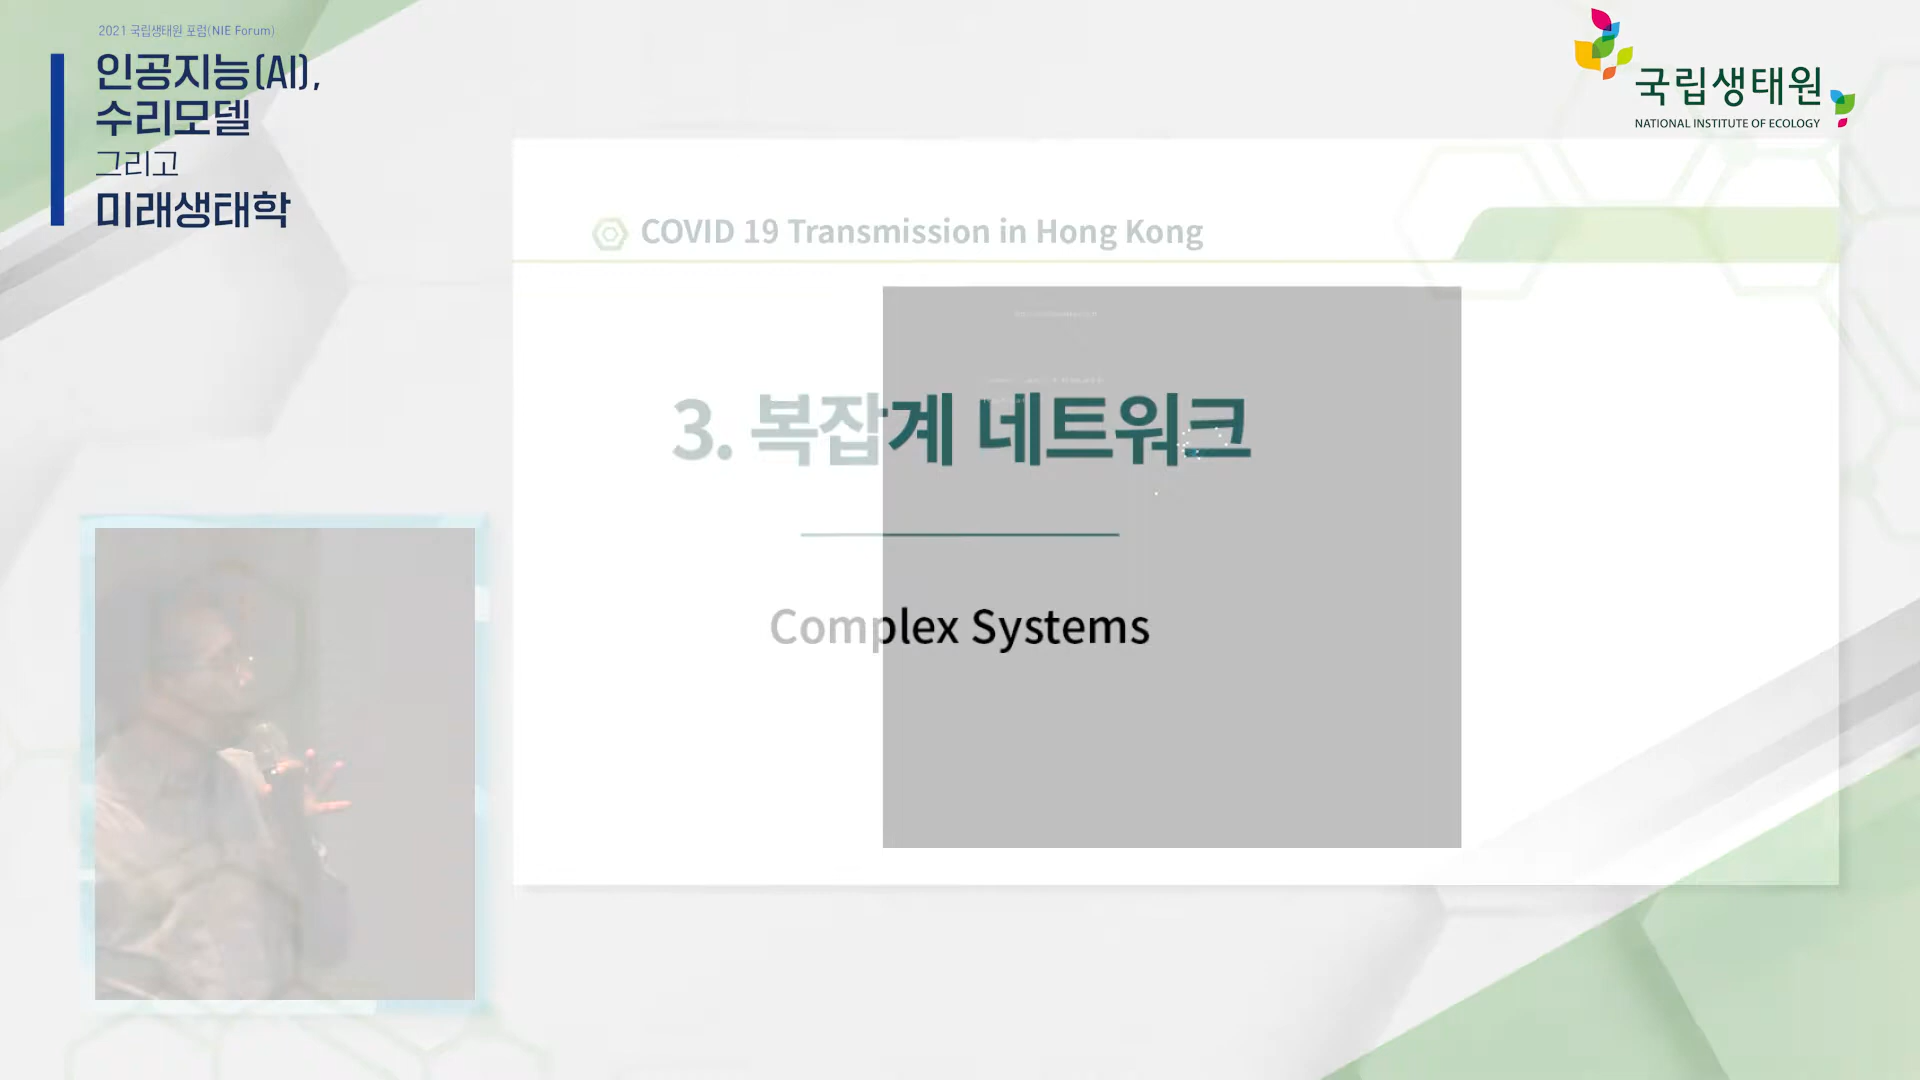 2021 국립생태원 포럼(NIE Forum)
인공지능(AI),
수리모델
그리고
미래생태학
국립생태원
NATIONAL INSTITUTE OF ECOLOGY
COVID 19 Transmission in Hong Kong
3. 복잡계 네트워크
Complex Systems